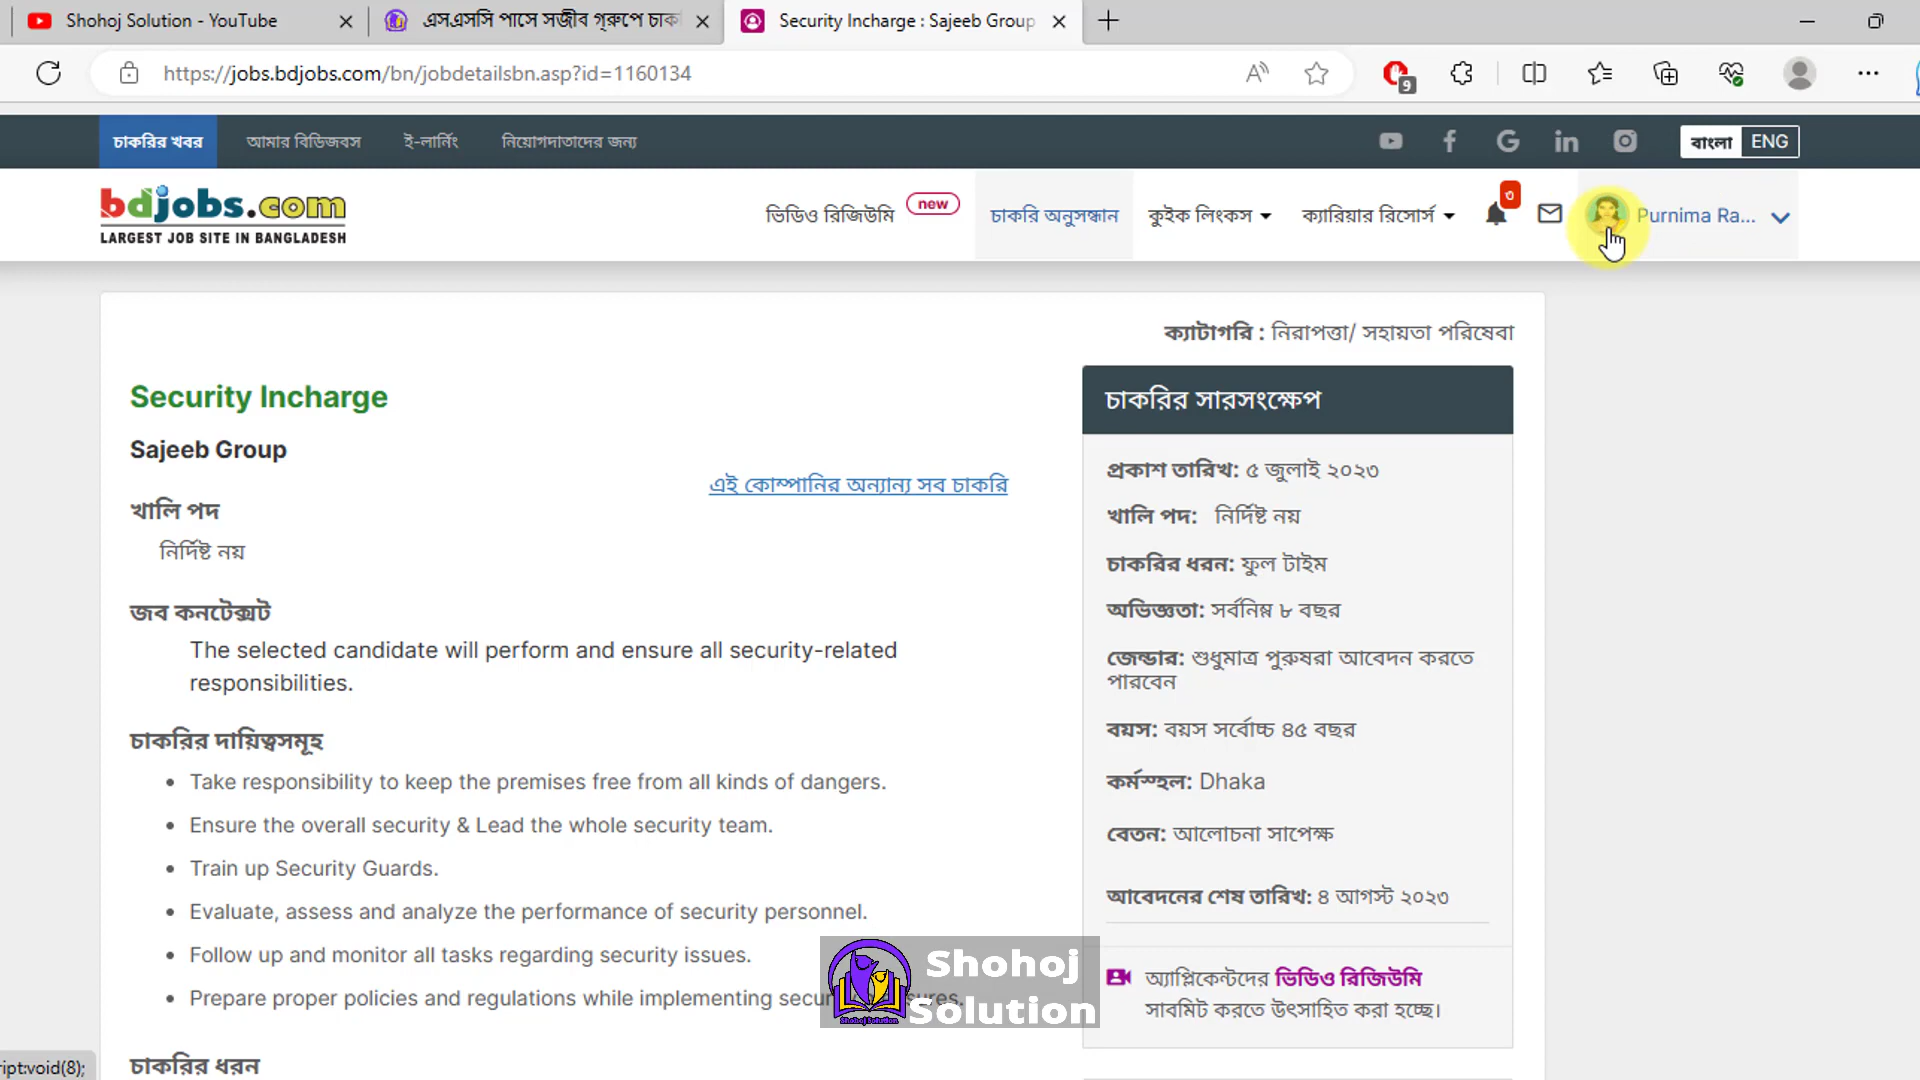 Shohoj Solution - YouTube
এসএসসি পাসে সজীব গ্রুপে চাক
Security Incharge : Sajeeb Group
https://jobs.bdjobs.com/bn/jobdetailsbn.asp?id=1160134
9
চাকরির খবর
আমার বিডিজবস
ই-লার্নিং
নিয়োগদাতাদের জন্য
বাংলা ENG
bdjobs.com
LARGEST JOB SITE IN BANGLADESH
ভিডিও রিজিউমি new
চাকরি অনুসন্ধান
কুইক লিংকস
ক্যারিয়ার রিসোর্স
৩
Purnima Ra...
ক্যাটাগরি : নিরাপত্তা/ সহায়তা পরিষেবা
Security Incharge
Sajeeb Group
এই কোম্পানির অন্যান্য সব চাকরি
খালি পদ
নির্দিষ্ট নয়
জব কনটেক্সট
The selected candidate will perform and ensure all security-related
responsibilities.
চাকরির দায়িত্বসমূহ
• Take responsibility to keep the premises free from all kinds of dangers.
• Ensure the overall security & Lead the whole security team.
• Train up Security Guards.
• Evaluate, assess and analyze the performance of security personnel.
• Follow up and monitor all tasks regarding security issues.
• Prepare proper policies and regulations while implementing
চাকরির ধরন
চাকরির সারসংক্ষেপ
প্রকাশ তারিখ: ৫ জুলাই ২০২৩
খালি পদ: নির্দিষ্ট নয়
চাকরির ধরন: ফুল টাইম
অভিজ্ঞতা: সর্বনিম্ন ৮ বছর
জেন্ডার: শুধুমাত্র পুরুষরা আবেদন করতে
পারবেন
বয়স: বয়স সর্বোচ্চ ৪৫ বছর
কর্মস্হল: Dhaka
বেতন: আলোচনা সাপেক্ষ
আবেদনের শেষ তারিখ: ৪ আগস্ট ২০২৩
অ্যাপ্লিকেন্টদের ভিডিও রিজিউমি
সাবমিট করতে উৎসাহিত করা হচ্ছে।
Shohoj
Solution
Shohoj Solution
ript:void(8);